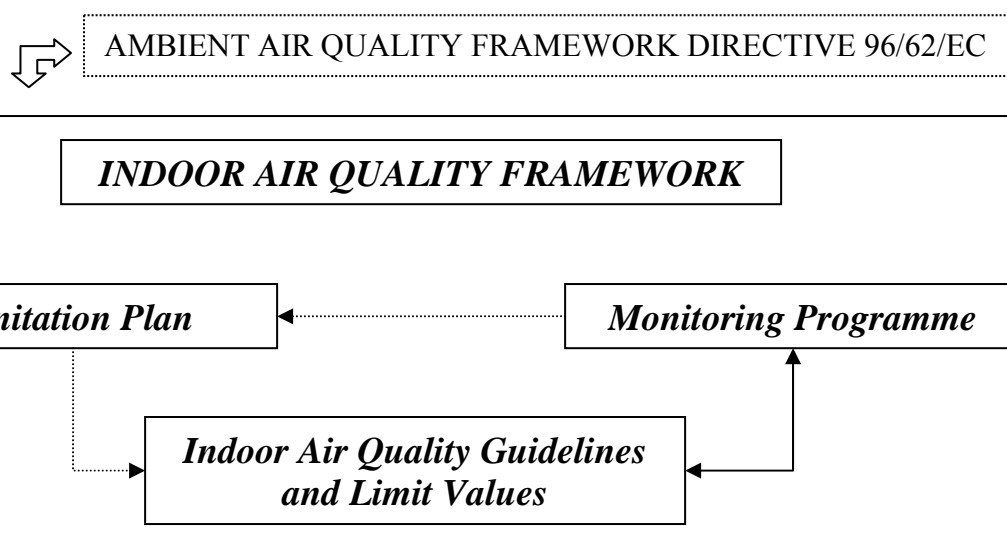 AMBIENT AIR QUALITY FRAMEWORK DIRECTIVE 96/62/EC
INDOOR AIR QUALITY FRAMEWORK
nitation Plan
Monitoring Programme
Indoor Air Quality Guidelines
and Limit Values